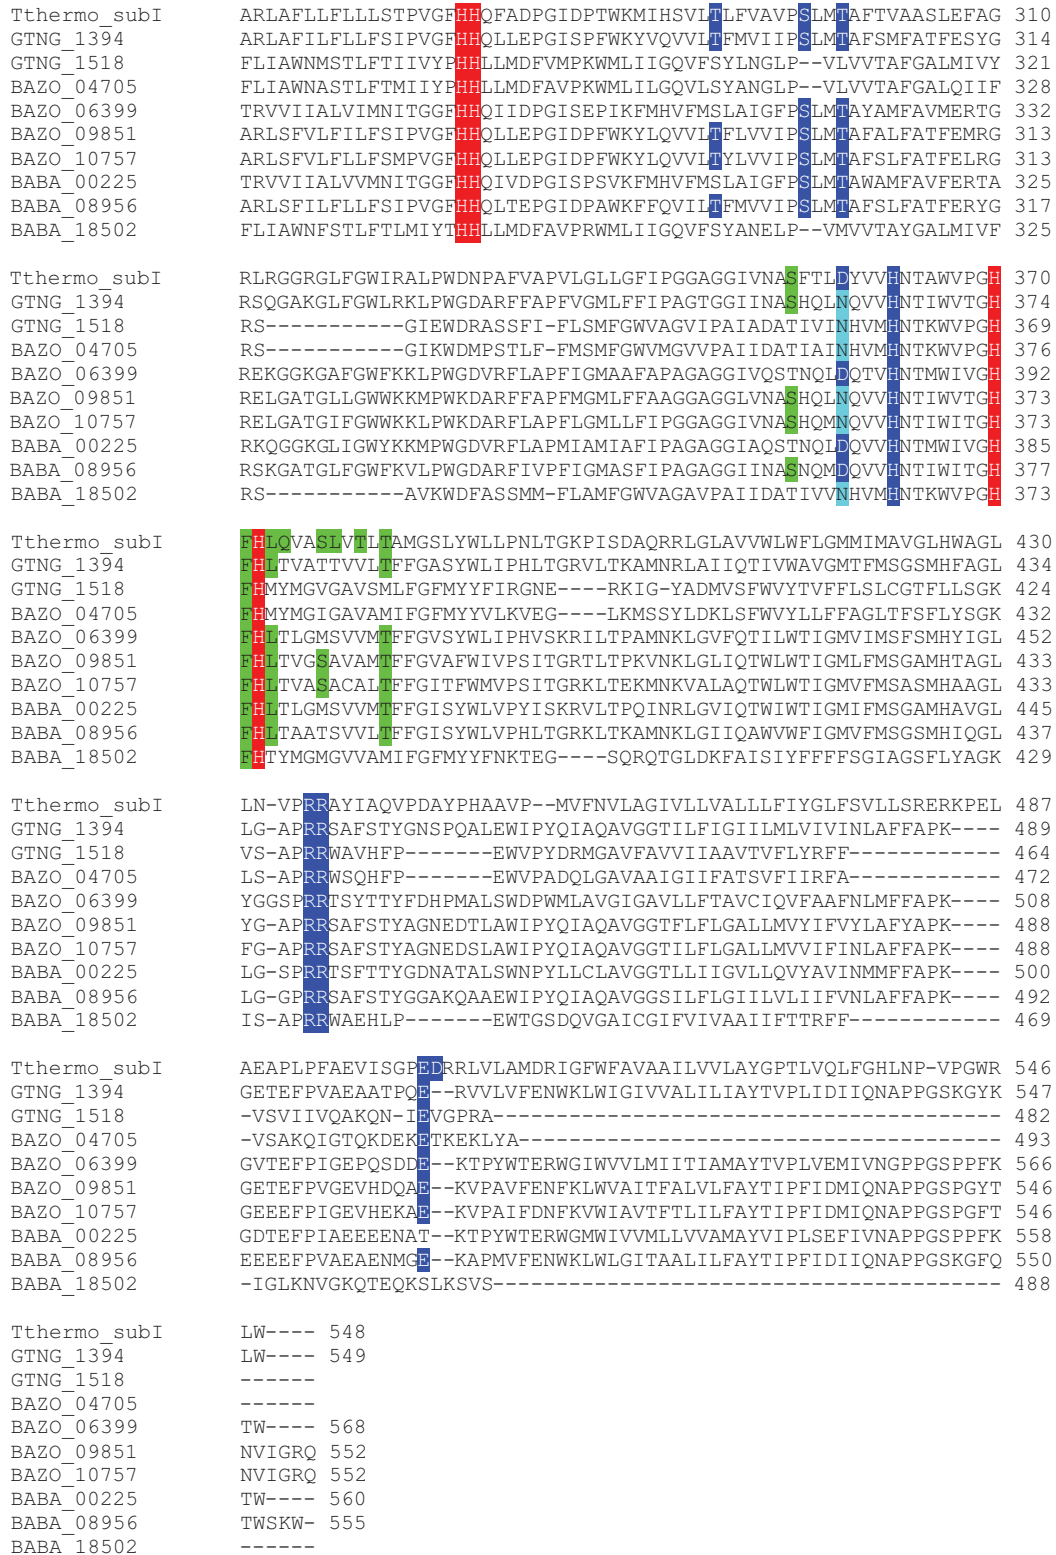 Tthermo_subI ARLAFLLFLLLSTPVGFHHQFADPGIDPTWKMIHSVLTLFVAVPSLMTAFTVAASLEFAG 310
GTNG_1394 ARLAFILFLLFSIPVGFHHQLLEPGISPFWKYVQVVLTFMVIIPSLMTAFSMFATFESYG 314
GTNG_1518 FLIAWNMSTLFTIIVYPHHLLMDFVMPKWMLIIGQVFSYLNGLP--VLVVTAFGALMIVY 321
BAZO_04705 FLIAWNASTLFTMIIYPHHLLMDFAVPKWMLILGQVLSYANGLP--VLVVTAFGALQIIF 328
BAZO_06399 TRVVIIALVIMNITGGFHHQIIDPGISEPIKFMHVFMSLAIGFPSLMTAYAMFAVMERTG 332
BAZO_09851 ARLSFVLFILFSIPVGFHHQLLEPGIDPFWKYLQVVLTFLVVIPSLMTAFALFATFEMRG 313
BAZO_10757 ARLSFVLFLLFSMPVGFHHQLLEPGIDPFWKYLQVVLTYLVVIPSLMTAFSLFATFELRG 313
BABA_00225 TRVVIIALVVMNITGGFHHQIVDPGISPSVKFMHVFMSLAIGFPSLMTAWAMFAVFERTA 325
BABA_08956 ARLSFILFLLFSIPVGFHHQLTEPGIDPAWKFFQVILTFMVVIPSLMTAFSLFATFERYG 317
BABA_18502 FLIAWNFSTLFTLMIYTHHLLMDFAVPRWMLIIGQVFSYANELP--VMVVTAYGALMIVF 325
Tthermo_subI RLRGGRGLFGWIRALPWDNPAFVAPVLGLLGFIPGGAGGIVNASFTLDYVVHNTAWVPGH 370
GTNG_1394 RSQGAKGLFGWLRKLPWGDARFFAPFVGMLFFIPAGTGGIINASHQLNQVVHNTIWVTGH 374
GTNG_1518 RS-----------GIEWDRASSFI-FLSMFGWVAGVIPAIADATIVINHVMHNTKWVPGH 369
BAZO_04705 RS-----------GIKWDMPSTLF-FMSMFGWVMGVVPAIIDATIAINHVMHNTKWVPGH 376
BAZO_06399 REKGGKGAFGWFKKLPWGDVRFLAPFIGMAAFAPAGAGGIVQSTNQLDQTVHNTMWIVGH 392
BAZO_09851 RELGATGLLGWWKKMPWKDARFFAPFMGMLFFAAGGAGGLVNASHQLNQVVHNTIWVTGH 373
BAZO_10757 RELGATGIFGWWKKLPWKDARFLAPFLGMLLFIPGGAGGIVNASHQMNQVVHNTIWITGH 373
BABA_00225 RKQGGKGLIGWYKKMPWGDVRFLAPMIAMIAFIPAGAGGIAQSTNQLDQVVHNTMWIVGH 385
BABA_08956 RSKGATGLFGWFKVLPWGDARFIVPFIGMASFIPAGAGGIINASNQMDQVVHNTIWITGH 377
BABA_18502 RS-----------AVKWDFASSMM-FLAMFGWVAGAVPAIIDATIVVNHVMHNTKWVPGH 373
Tthermo_subI FHLQVASLVTLTAMGSLYWLLPNLTGKPISDAQRRLGLAVVWLWFLGMMIMAVGLHWAGL 430
GTNG_1394 FHLTVATTVVLTFFGASYWLIPHLTGRVLTKAMNRLAIIQTIVWAVGMTFMSGSMHFAGL 434
GTNG_1518 FHMYMGVGAVSMLFGFMYYFIRGNE----RKIG-YADMVSFWVYTVFFLSLCGTFLLSGK 424
BAZO_04705 FHMYMGIGAVAMIFGFMYYVLKVEG----LKMSSYLDKLSFWVYLLFFAGLTFSFLYSGK 432
BAZO_06399 FHLTLGMSVVMTFFGVSYWLIPHVSKRILTPAMNKLGVFQTILWTIGMVIMSFSMHYIGL 452
BAZO_09851 FHLTVGSAVAMTFFGVAFWIVPSITGRTLTPKVNKLGLIQTWLWTIGMLFMSGAMHTAGL 432
BAZO_10757 FHLTVASACALTFFGITFWMVPSITGRKLTEKMNKVALAQTWLWTIGMVFMSASMHAAGL 433
BABA_00225 FHLTLGMSVVMTFFGISYWLVPYISKRVLTPQINRLGVIQTWIWTIGMIFMSGAMHAVGL 445
BABA_08956 FHLTAATSVVLTFFGISYWLVPHLTGRKLTKAMNKLGIIQAWVWFIGMVFMSGSMHIQGL 437
BABA_18502 FHTYMGMGVVAMIFGFMYYFNKTEG----SQRQTGLDKFAISIYFFFFSGIAGSFLYAGK 429
Tthermo_subI LN-VPRRAYIAQVPDAYPHAAVP--MVFNVLAGIVLLVALLLFIYGLFSVLLSRERKPEL 487
GTNG_1394 LG-APRRSAFSTYGNSPQALEWIPYQIAQAVGGTILFIGIILMLVIVINLAFFAPK---- 489
GTNG_1518 VS-APRRWAVHFP-------EWVPYDRMGAVFAVVIIAAVTVFLYRFF------------ 464
BAZO_04705 LS-APRRWSQHFP-------EWVPADQLGAVAAIGIIFATSVFIIRFA------------ 472
BAZO_06399 YGGSPRRTSYTTYFDHPMALSWDPWMLAVGIGAVLLFTAVCIQVFAAFNLMFFAPK---- 508
BAZO_09851 YG-APRRSAFSTYAGNEDTLAWIPYQIAQAVGGTFLFLGALLMVYIFVYLAFYAPK---- 488
BAZO_10757 FG-APRRSAFSTYAGNEDSLAWIPYQIAQAVGGTILFLGALLMVVIFINLAFFAPK---- 488
BABA_00225 LG-SPRRTSFTTYGDNATALSWNPYLLCLAVGGTLLIIGVLLQVYAVINMMFFAPK---- 500
BABA_08956 LG-GPRRSAFSTYGGAKQAAEWIPYQIAQAVGGSILFLGIILVLIIFVNLAFFAPK---- 492
BABA_18502 IS-APRRWAEHLP-------EWTGSDQVGAICGIFVIVAAIIFTTRFF------------ 469
Tthermo_subI AEAPLPFAEVISGPEDRRLVLAMDRIGFWFAVAAILVVLAYGPTLVQLFGHLNP-VPGWR 546
GTNG_1394 GETEFPVAEAATPQE--RVVLVFENWKLWIGIVVALILIAYTVPLIDIIQNAPPGSKGYK 547
GTNG_1518 -VSVIIVQAKQN-IEVGPRA---------------------------------------- 482
BAZO_04705 -VSAKQIGTQKDEKETKEKLYA-------------------------------------- 493
BAZO_06399 GVTEFPIGEPQSDDE--KTPYWTERWGIWVVLMIITIAMAYTVPLVEMIVNGPPGSPPFK 566
BAZO_09851 GETEFPVGEVHDQAE--KVPAVFENFKLWVAITFALVLFAYTIPFIDMIQNAPPGSPGYT 546
BAZO_10757 GEEEFPIGEVHEKAE--KVPAIFDNFKVWIAVTFTLILFAYTIPFIDMIQNAPPGSPGFT 546
BABA_00225 GDTEFPIAEEEENAT--KTPYWTERWGMWIVVMLLVVAMAYVIPLSEFIVNGSPPGSPPFK 558
BABA_08956 EEEEFPVAEAENMGE--KAPMVFENWKLWLGITAALILFAYTIPFIDIIQNAPPGSKGFQ 550
BABA_18502 -IGLKNVGKQTEQKSLKSVS---------------------------------------- 488
Tthermo_subI LW---- 548
GTNG_1394 LW---- 549
GTNG_1518 ------
BAZO_04705 ------
BAZO_06399 TW---- 568
BAZO_09851 NVIGRQ 552
BAZO_10757 NVIGRQ 552
BABA_00225 TW---- 560
BABA_08956 TWSKW- 555
BABA_18502 ------